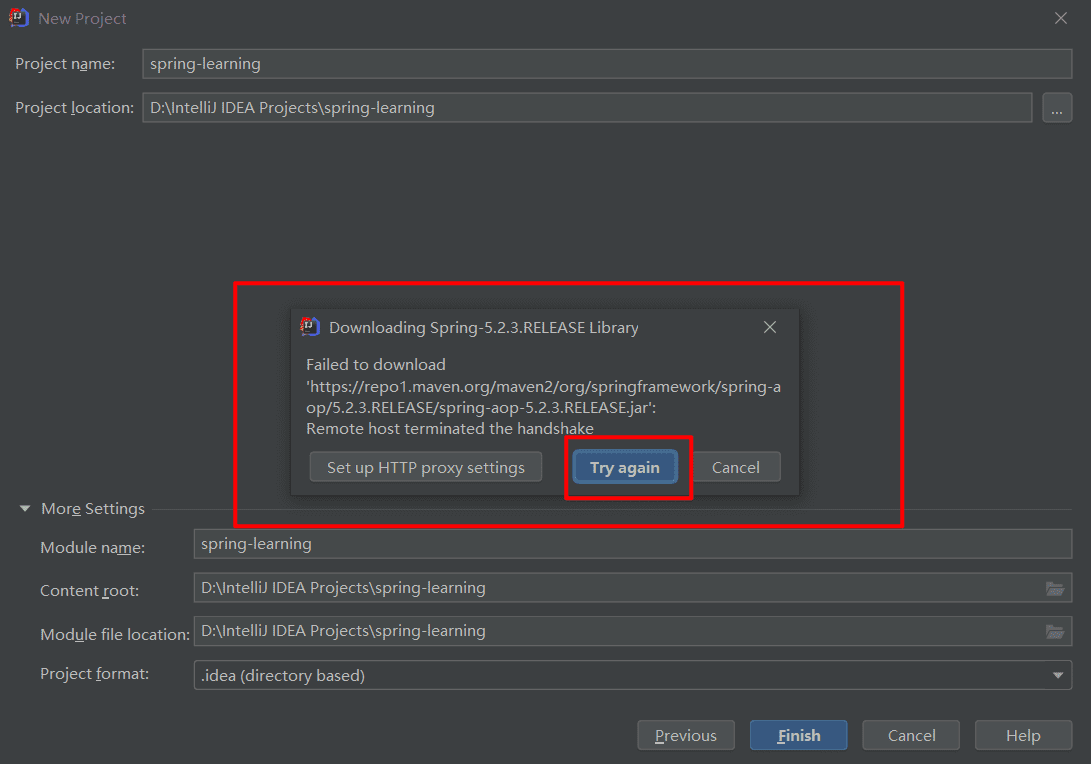 New Project
Project name:
spring-learning
Project location:
D:\IntelliJ IDEA Projects\spring-learning
...
Downloading Spring-5.2.3.RELEASE Library
Failed to download
'https://repo1.maven.org/maven2/org/springframework/spring-a
op/5.2.3.RELEASE/spring-aop-5.2.3.RELEASE.jar':
Remote host terminated the handshake
Set up HTTP proxy settings
Try again
Cancel
More Settings
Module name:
spring-learning
Content root:
D:\IntelliJ IDEA Projects\spring-learning
Module file location:
D:\IntelliJ IDEA Projects\spring-learning
Project format:
.idea (directory based)
Previous
Finish
Cancel
Help